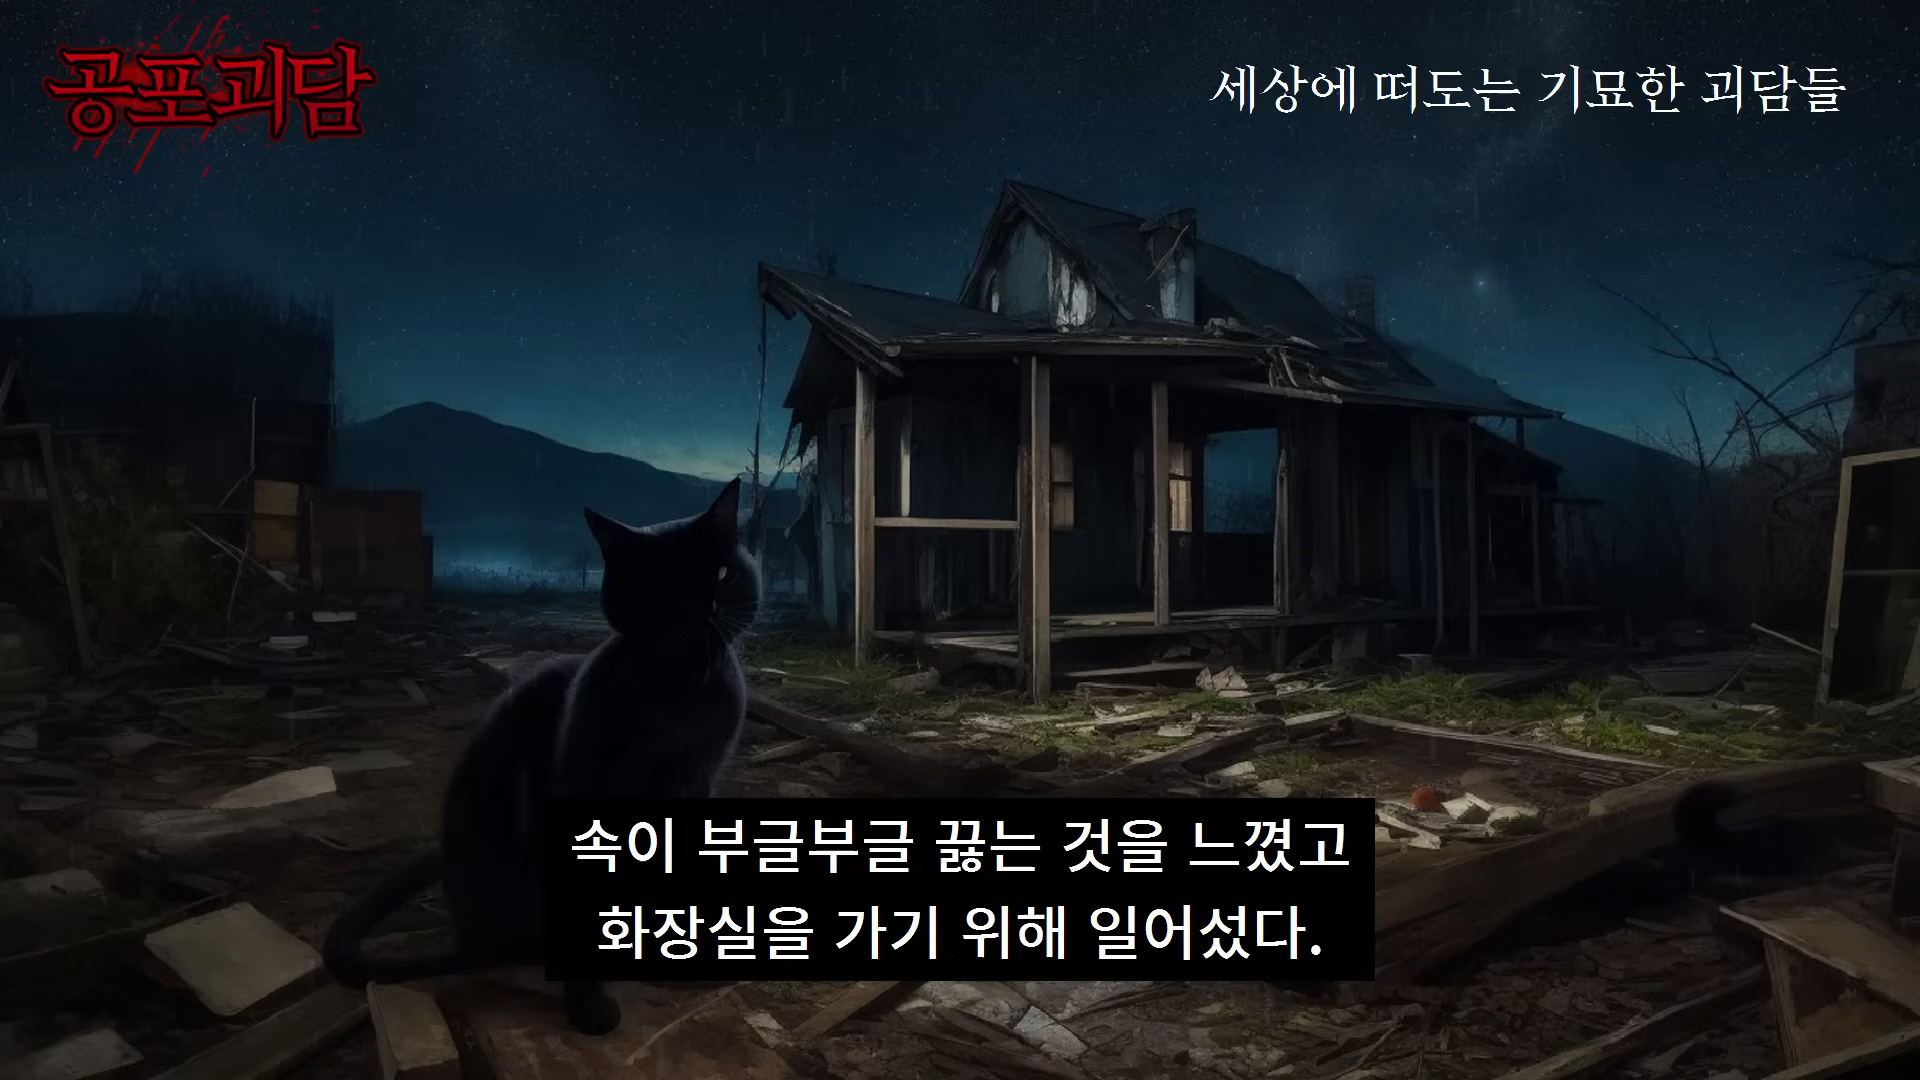 공포괴담
세상에 떠도는 기묘한 괴담들
속이 부글부글 끓는 것을 느꼈고
화장실을 가기 위해 일어섰다.